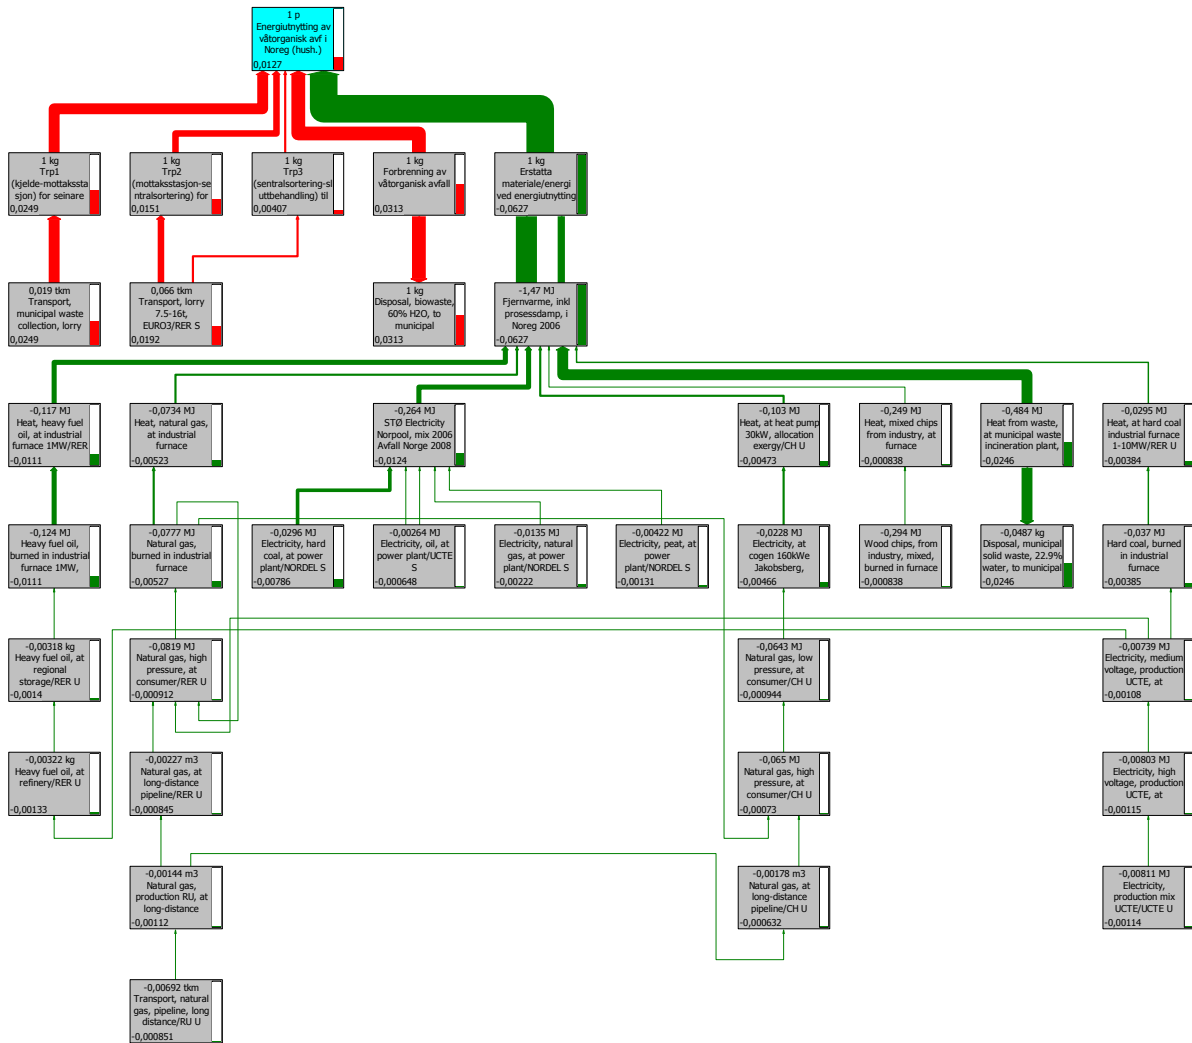 1 p
Energiutnytting av
våtorganisk avf i
Noreg (hush.)
0,0127
1 kg
Trp1
(kjelde-mottakssta
sjon) for seinare
0,0249
1 kg
Trp2
(mottaksstasjon-se
ntralsortering) for
0,0151
1 kg
Trp3
(sentralsortering-sl
uttbehandling) til
0,00407
1 kg
Forbrenning av
våtorganisk avfall
0,0313
1 kg
Erstatta
materiale/energi
ved energiutnytting
-0,0627
0,019 tkm
Transport,
municipal waste
collection, lorry
0,0249
0,066 tkm
Transport, lorry
7.5-16t,
EURO3/RER S
0,0192
1 kg
Disposal, biowaste,
60% H2O, to
municipal
0,0313
-1,47 MJ
Fjernvarme, inkl
prosessdamp, i
Noreg 2006
-0,0627
-0,117 MJ
Heat, heavy fuel
oil, at industrial
furnace 1MW/RER
-0,0111
-0,0734 MJ
Heat, natural gas,
at industrial
furnace
-0,00523
-0,264 MJ
STØ Electricity
Norpool, mix 2006
Avfall Norge 2008
-0,0124
-0,103 MJ
Heat, at heat pump
30kW, allocation
exergy/CH U
-0,00473
-0,249 MJ
Heat, mixed chips
from industry, at
furnace
-0,000838
-0,484 MJ
Heat from waste,
at municipal waste
incineration plant,
-0,0246
-0,0295 MJ
Heat, at hard coal
industrial furnace
1-10MW/RER U
-0,00384
-0,124 MJ
Heavy fuel oil,
burned in industrial
furnace 1MW,
-0,0111
-0,0777 MJ
Natural gas,
burned in industrial
furnace
-0,00527
-0,0296 MJ
Electricity, hard
coal, at power
plant/NORDEL S
-0,00786
-0,00264 MJ
Electricity, oil, at
power plant/UCTE
S
-0,000648
-0,0135 MJ
Electricity, natural
gas, at power
plant/NORDEL S
-0,00222
-0,00422 MJ
Electricity, peat, at
power
plant/NORDEL S
-0,00131
-0,0228 MJ
Electricity, at
cogen 160kWe
Jakobsberg,
-0,00466
-0,294 MJ
Wood chips, from
industry, mixed,
burned in furnace
-0,000838
-0,0487 kg
Disposal, municipal
solid waste, 22.9%
water, to municipal
-0,0246
-0,037 MJ
Hard coal, burned
in industrial
furnace
-0,00385
-0,00318 kg
Heavy fuel oil, at
regional
storage/RER U
-0,0014
-0,0819 MJ
Natural gas, high
pressure, at
consumer/RER U
-0,000912
-0,0643 MJ
Natural gas, low
pressure, at
consumer/CH U
-0,000944
-0,00739 MJ
Electricity, medium
voltage, production
UCTE, at
-0,00108
-0,00322 kg
Heavy fuel oil, at
refinery/RER U
-0,00133
-0,00227 m3
Natural gas, at
long-distance
pipeline/RER U
-0,000845
-0,065 MJ
Natural gas, high
pressure, at
consumer/CH U
-0,00073
-0,00803 MJ
Electricity, high
voltage, production
UCTE, at
-0,00115
-0,00144 m3
Natural gas,
production RU, at
long-distance
-0,00112
-0,00178 m3
Natural gas, at
long-distance
pipeline/CH U
-0,000632
-0,00811 MJ
Electricity,
production mix
UCTE/UCTE U
-0,00114
-0,00692 tkm
Transport, natural
gas, pipeline, long
distance/RU U
-0,000851